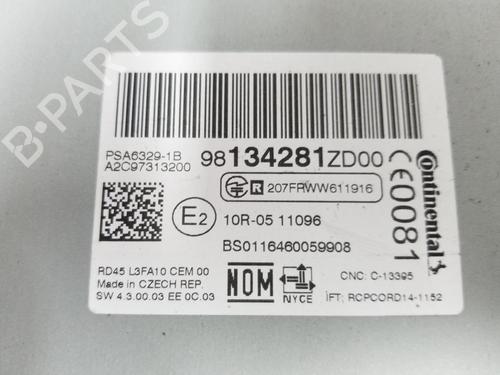 B-PARTS
PSA6329-1B
A2C97313200
98134281ZD00
R 207FRWW611916
E2
10R-05 11096
BS0116460059908
RD45 L3FA10 CEM 00
Made in CZECH REP.
SW 4.3.00.03 EE 0C.03
NOM
NYCE
CNC: C-13395
IFT: RCPCORD14-1152
CE0081
Continental